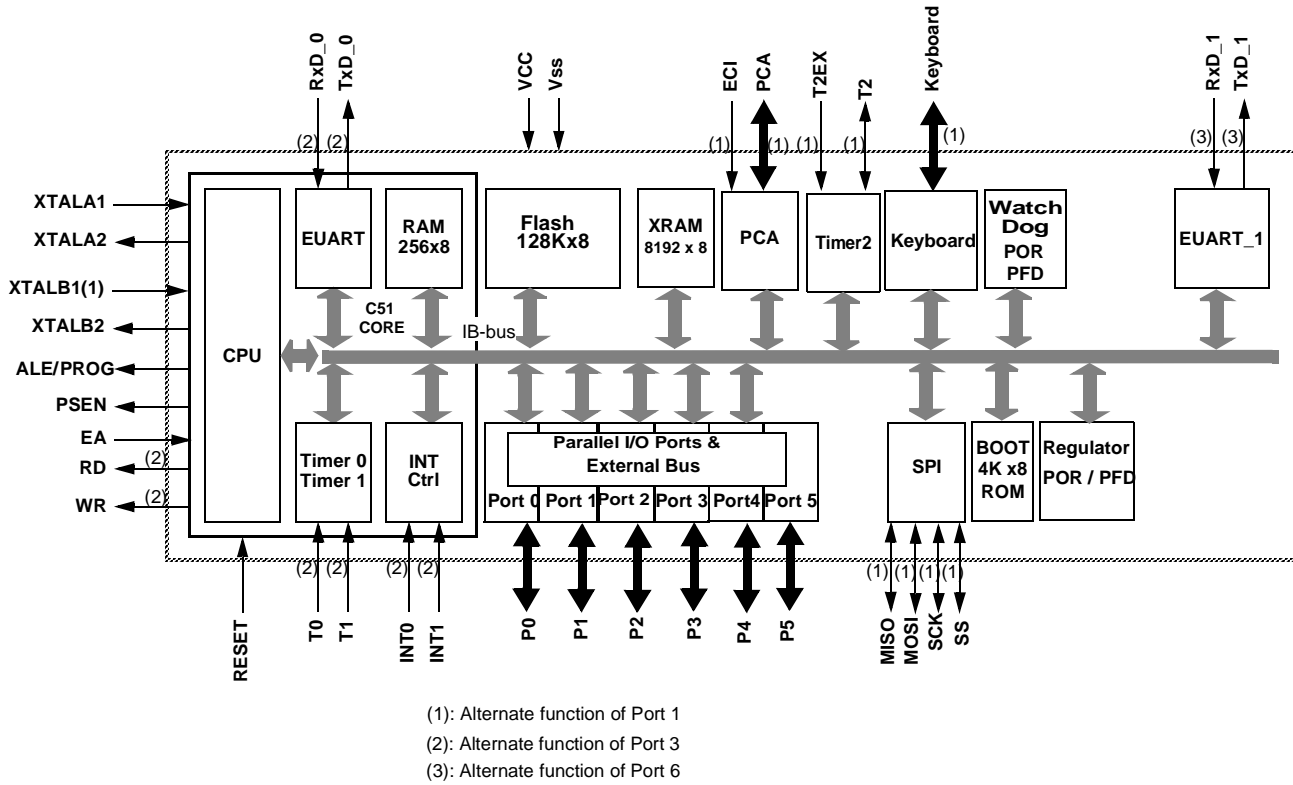 RxD_0
TxD_0
VCC
Vss
ECI
PCA
T2EX
T2
Keyboard
RxD_1
TxD_1
(2)
(2)
(1)
(1)
(1)
(1)
(1)
(3)
(3)
XTALA1
XTALA2
XTALB1(1)
XTALB2
ALE/PROG
PSEN
EA
RD
(2)
WR
(2)
CPU
EUART
RAM
256x8
C51
CORE
IB-bus
Flash
128Kx8
XRAM
8192 x 8
PCA
Timer2
Keyboard
Watch
Dog
POR
PFD
EUART_1
Timer 0
Timer 1
INT
Ctrl
Parallel I/O Ports &
External Bus
Port 0
Port 1
Port 2
Port 3
Port4
Port 5
SPI
BOOT
4K x8
ROM
Regulator
POR / PFD
(2)
(2)
(2)
(2)
(1)
(1)
(1)
(1)
RESET
T0
T1
INT0
INT1
P0
P1
P2
P3
P4
P5
MISO
MOSI
SCK
SS
(1): Alternate function of Port 1
(2): Alternate function of Port 3
(3): Alternate function of Port 6